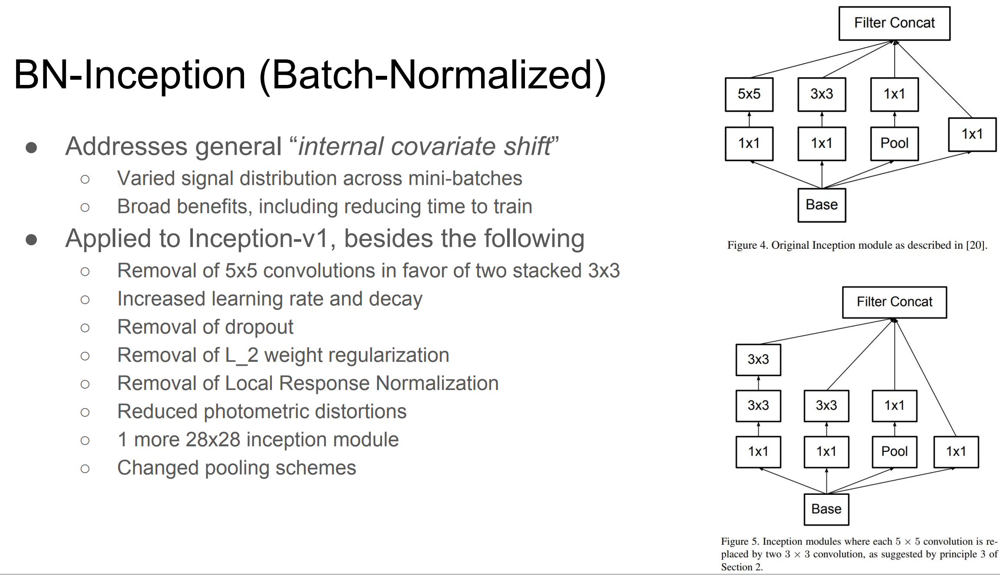 BN-Inception (Batch-Normalized)
● Addresses general “internal covariate shift”
○ Varied signal distribution across mini-batches
○ Broad benefits, including reducing time to train
● Applied to Inception-v1, besides the following
○ Removal of 5x5 convolutions in favor of two stacked 3x3
○ Increased learning rate and decay
○ Removal of dropout
○ Removal of L_2 weight regularization
○ Removal of Local Response Normalization
○ Reduced photometric distortions
○ 1 more 28x28 inception module
○ Changed pooling schemes
Filter Concat
5x5 3x3 1x1
1x1 1x1 Pool 1x1
Base
Figure 4. Original Inception module as described in [20].
Filter Concat
3x3
3x3 3x3 1x1
1x1 1x1 Pool 1x1
Base
Figure 5. Inception modules where each 5 × 5 convolution is re-
placed by two 3 × 3 convolution, as suggested by principle 3 of
Section 2.